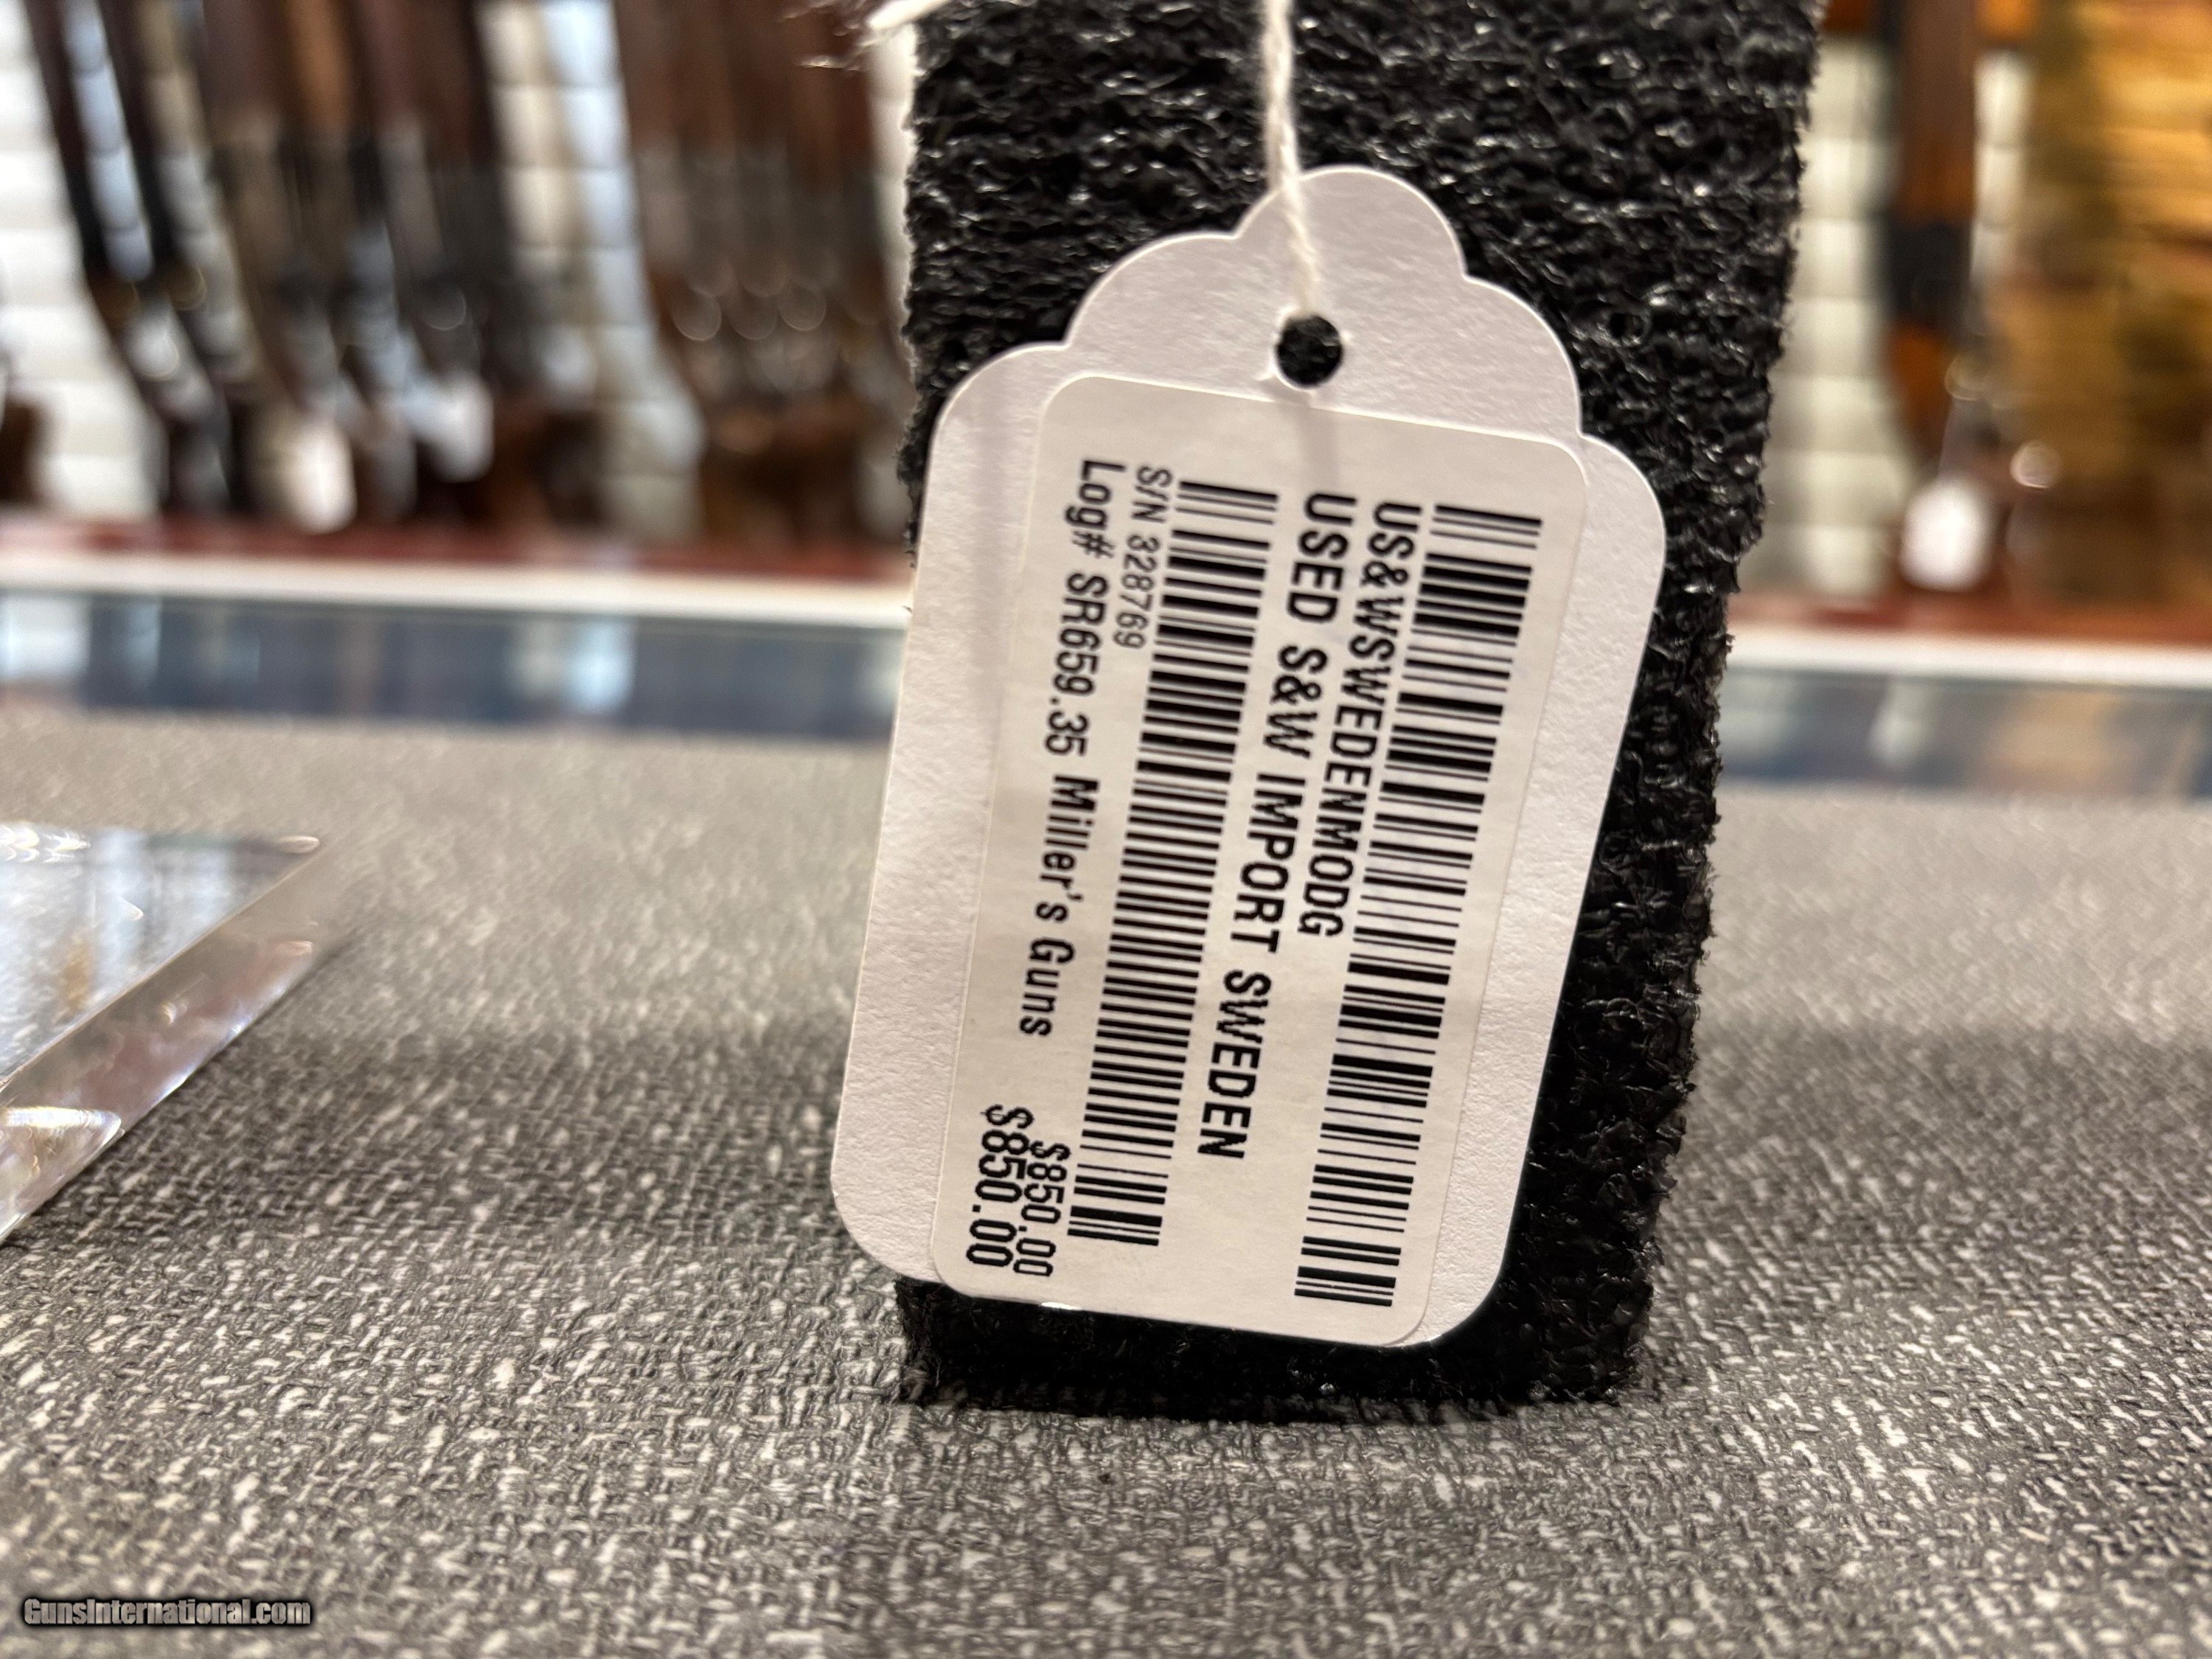 US&WSWEDENMODG
USED S&W IMPORT SWEDEN
S/N 328769
$850.00
Log# SR659.35 Miller's Guns
$850.00
GunsInternational.com